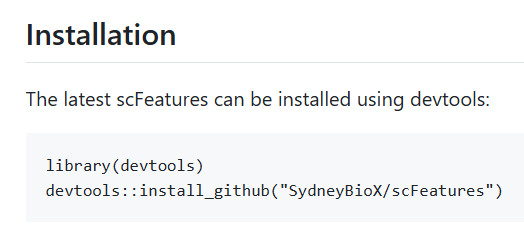 Installation
The latest scFeatures can be installed using devtools:
library(devtools)
devtools::install_github("SydneyBioX/scFeatures")